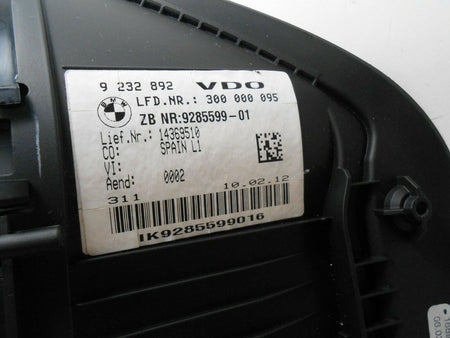 9 232 892 VDO
BMW LFD.NR.: 300 000 095
ZB NR:9285599-01
Lief.Nr.: 14369510
CO: SPAIN L1
VI:
Aend: 0002
311 10.02.12
IK9285599016